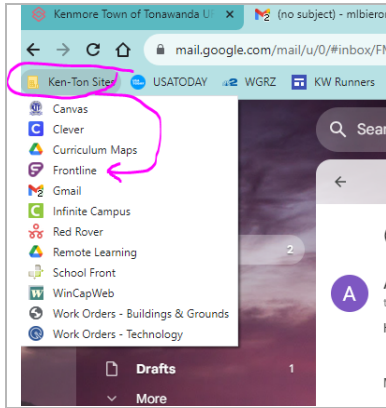 Kenmore Town of Tonawanda U
(no subject) - mlbieron
mail.google.com/mail/u/0/#inbox/FM
Ken-Ton Sites
USATODAY
WGRZ
KW Runners
Canvas
Clever
Curriculum Maps
Frontline
Gmail
Infinite Campus
Red Rover
Remote Learning
School Front
WinCapWeb
Work Orders - Buildings & Grounds
Work Orders - Technology
Sear
2
A
Drafts
1
More